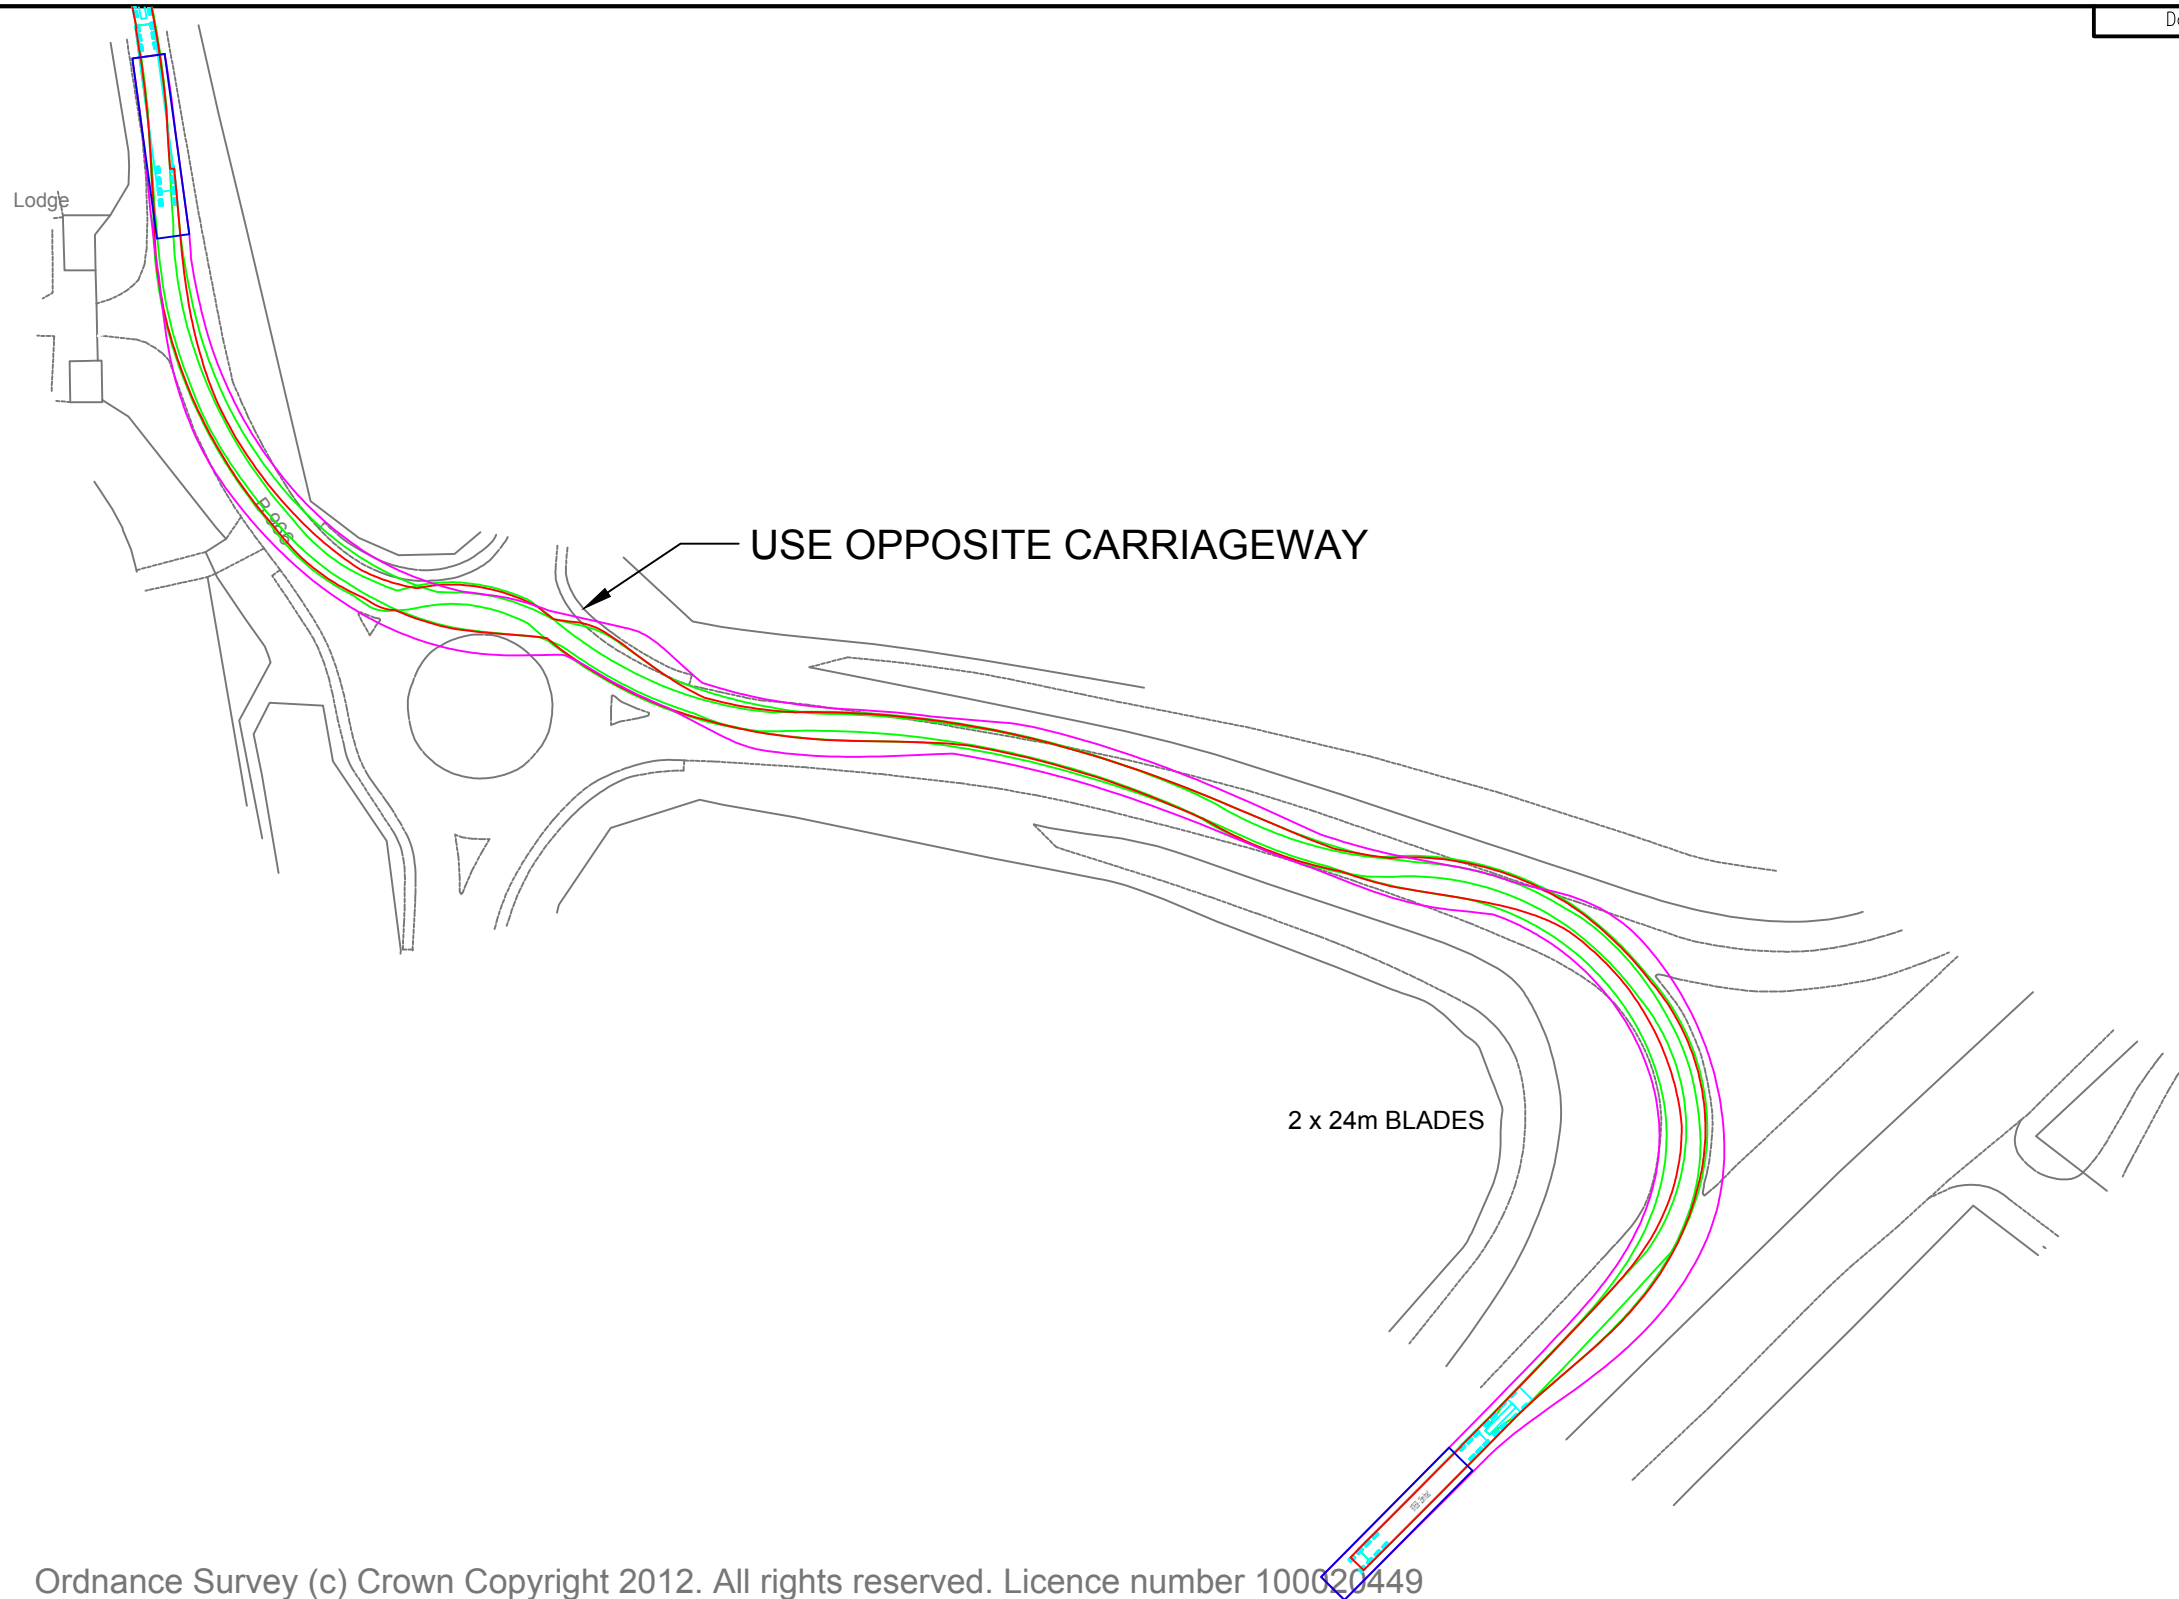 Lodge
USE OPPOSITE CARRIAGEWAY
2 x 24m BLADES
Ordnance Survey (c) Crown Copyright 2012. All rights reserved. Licence number 100020449